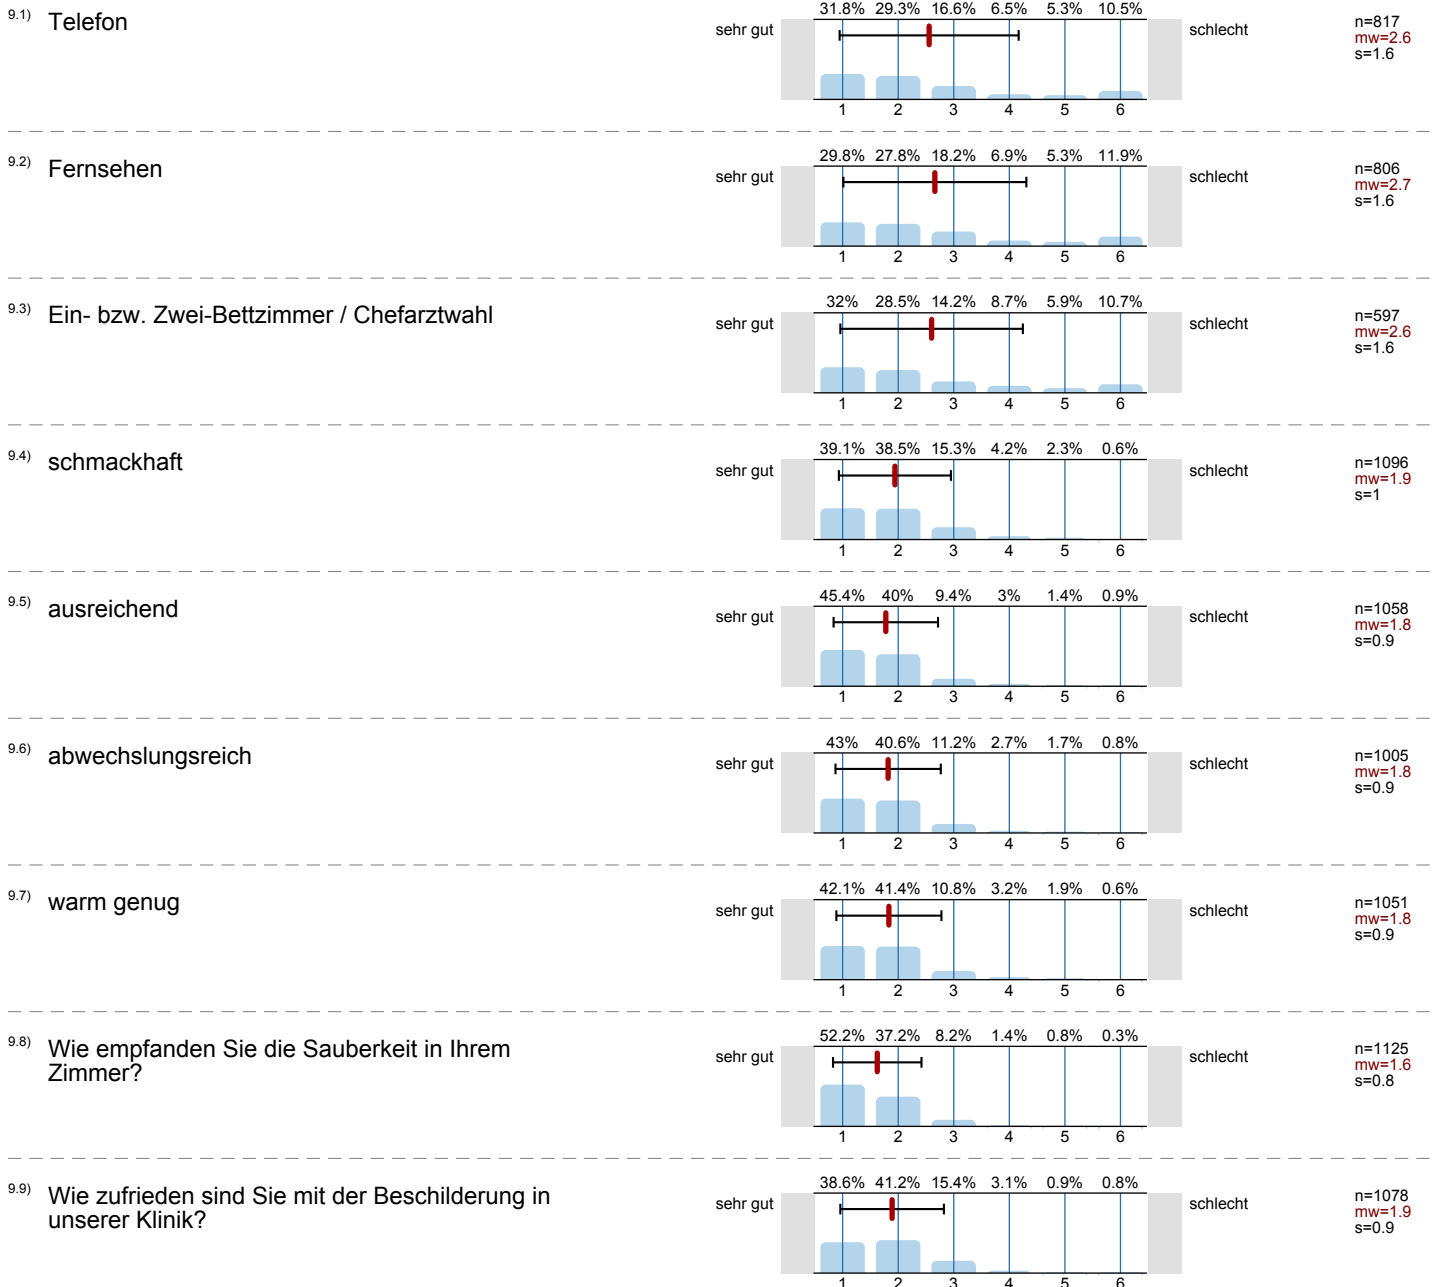 9.1) Telefon
31.8% 29.3% 16.6% 6.5% 5.3% 10.5%
sehr gut schlecht
n=817
mw=2.6
s=1.6
1 2 3 4 5 6
9.2) Fernsehen
29.8% 27.8% 18.2% 6.9% 5.3% 11.9%
sehr gut schlecht
n=806
mw=2.7
s=1.6
1 2 3 4 5 6
9.3) Ein- bzw. Zwei-Bettzimmer / Chefarztwahl
32% 28.5% 14.2% 8.7% 5.9% 10.7%
sehr gut schlecht
n=597
mw=2.6
s=1.6
1 2 3 4 5 6
9.4) schmackhaft
39.1% 38.5% 15.3% 4.2% 2.3% 0.6%
sehr gut schlecht
n=1096
mw=1.9
s=1
1 2 3 4 5 6
9.5) ausreichend
45.4% 40% 9.4% 3% 1.4% 0.9%
sehr gut schlecht
n=1058
mw=1.8
s=0.9
1 2 3 4 5 6
9.6) abwechslungsreich
43% 40.6% 11.2% 2.7% 1.7% 0.8%
sehr gut schlecht
n=1005
mw=1.8
s=0.9
1 2 3 4 5 6
9.7) warm genug
42.1% 41.4% 10.8% 3.2% 1.9% 0.6%
sehr gut schlecht
n=1051
mw=1.8
s=0.9
1 2 3 4 5 6
9.8) Wie empfanden Sie die Sauberkeit in Ihrem
Zimmer?
52.2% 37.2% 8.2% 1.4% 0.8% 0.3%
sehr gut schlecht
n=1125
mw=1.6
s=0.8
1 2 3 4 5 6
9.9) Wie zufrieden sind Sie mit der Beschilderung in
unserer Klinik?
38.6% 41.2% 15.4% 3.1% 0.9% 0.8%
sehr gut schlecht
n=1078
mw=1.9
s=0.9
1 2 3 4 5 6